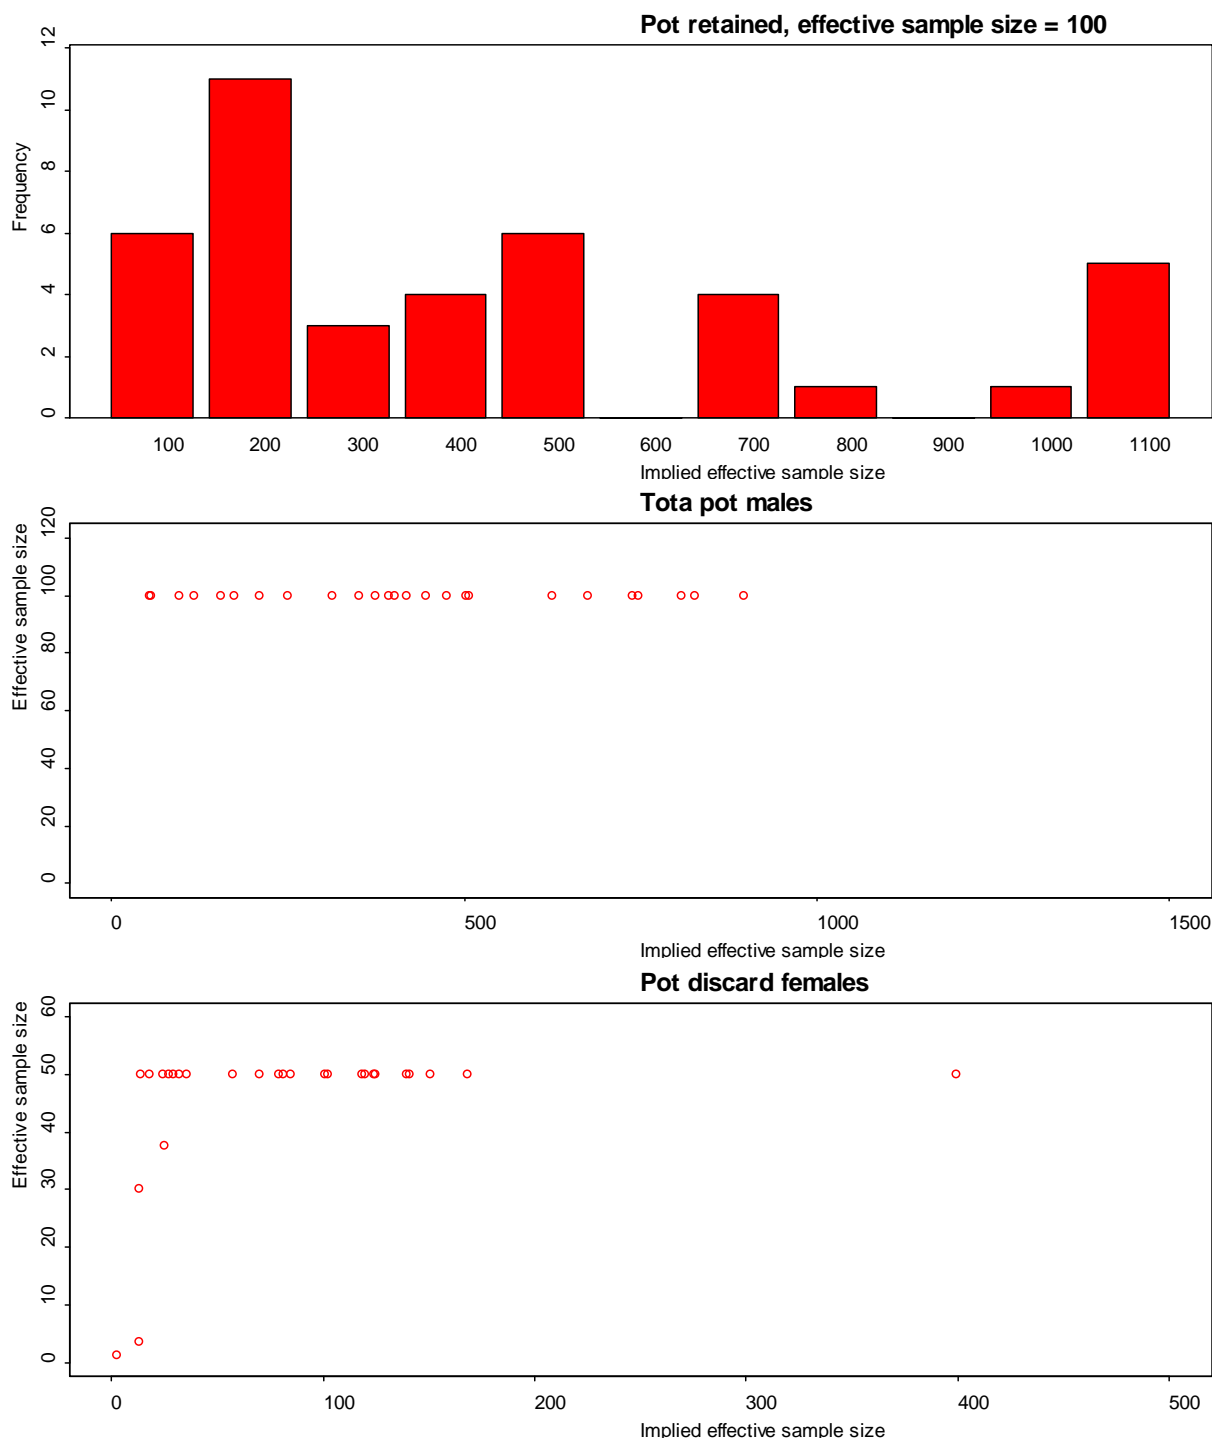 Pot retained, effective sample size = 100
12
10
8
6
4
2
0
Frequency
100 200 300 400 500 600 700 800 900 1000 1100
Implied effective sample size
Tota pot males
120
100
80
60
40
20
0
Effective sample size
0 500 1000 1500
Implied effective sample size
Pot discard females
60
50
40
30
20
10
0
Effective sample size
0 100 200 300 400 500
Implied effective sample size